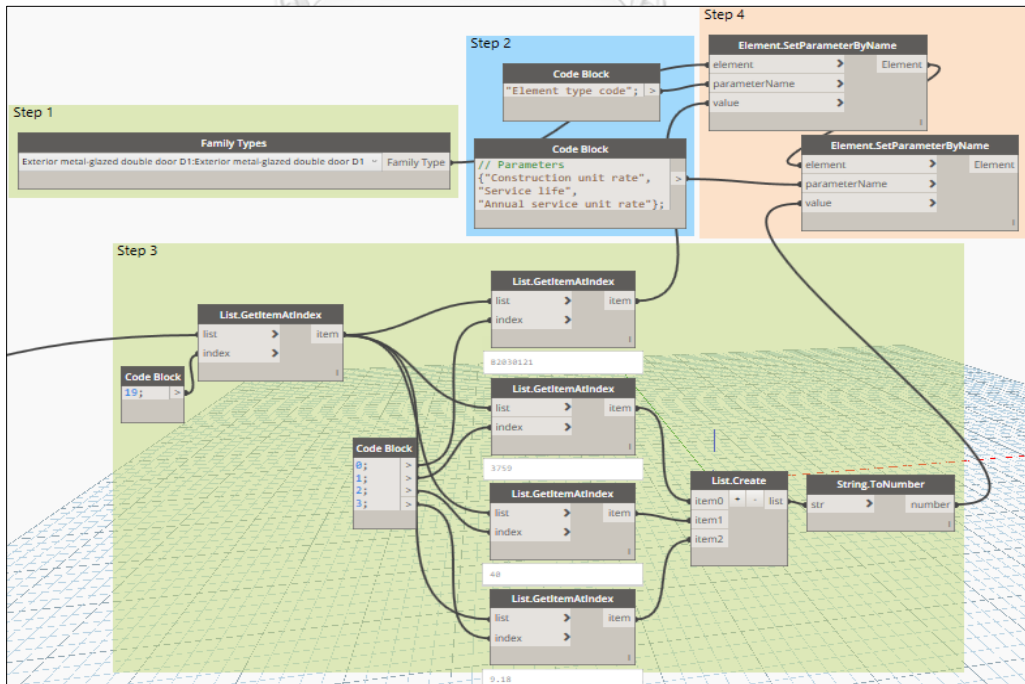 Step 1
Family Types
Exterior metal-glazed double door D1:Exterior metal-glazed double door D1
Family Type
Step 2
Code Block
"Element type code";
>
Code Block
// Parameters
{"Construction unit rate",
"Service life",
"Annual service unit rate"};
>
Step 4
Element.SetParameterByName
element > Element
parameterName >
value >
Element.SetParameterByName
element > Element
parameterName >
value >
Step 3
List.GetItemAtIndex
list > item
index >
Code Block
19; >
Code Block
0; >
1; >
2; >
3; >
List.GetItemAtIndex
list > item
index >
82030121
List.GetItemAtIndex
list > item
index >
3759
List.GetItemAtIndex
list > item
index >
40
List.GetItemAtIndex
list > item
index >
9.18
List.Create
item0 + - list
item1
item2
String.ToNumber
str > number